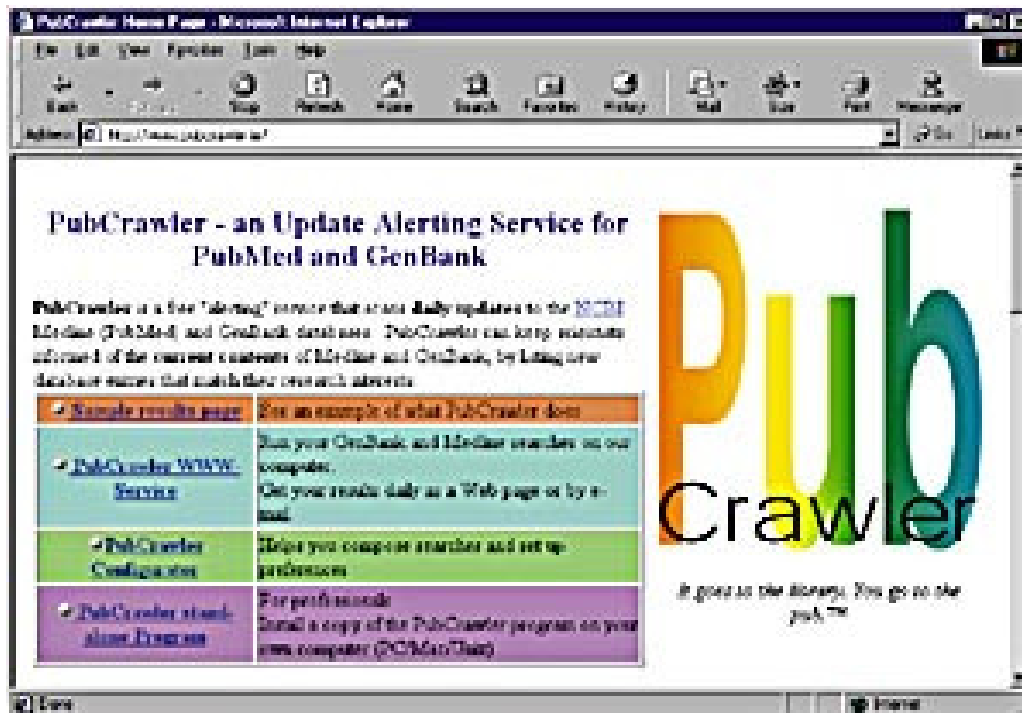 PubCrawler Home Page - Microsoft Internet Explorer
File Edit View Favorites Tools Help
Back Stop Refresh Home Search Favorites History Mail Size Print Messenger
Address Go Links
PubCrawler - an Update Alerting Service for
PubMed and GenBank
PubCrawler is a free "alerting" service that scans daily updates to the NCBI
Medline (PubMed) and GenBank databases. PubCrawler can keep scientists
informed of the current contents of Medline and GenBank, by listing new
database entries that match their research interests.
Sample results page See an example of what PubCrawler does
PubCrawler WWW-
Service
Run your GenBank and Medline searches on our
computer.
Get your results daily as a Web page or by e-
mail
PubCrawler
Configurator
Helps you compose searches and set up
preferences
PubCrawler stand-
alone Program
For professionals
Install a copy of the PubCrawler program on your
own computer (PC/Mac/Unix)
Pub
Crawler
It goes to the library. You go to the
pub.™
Done Internet